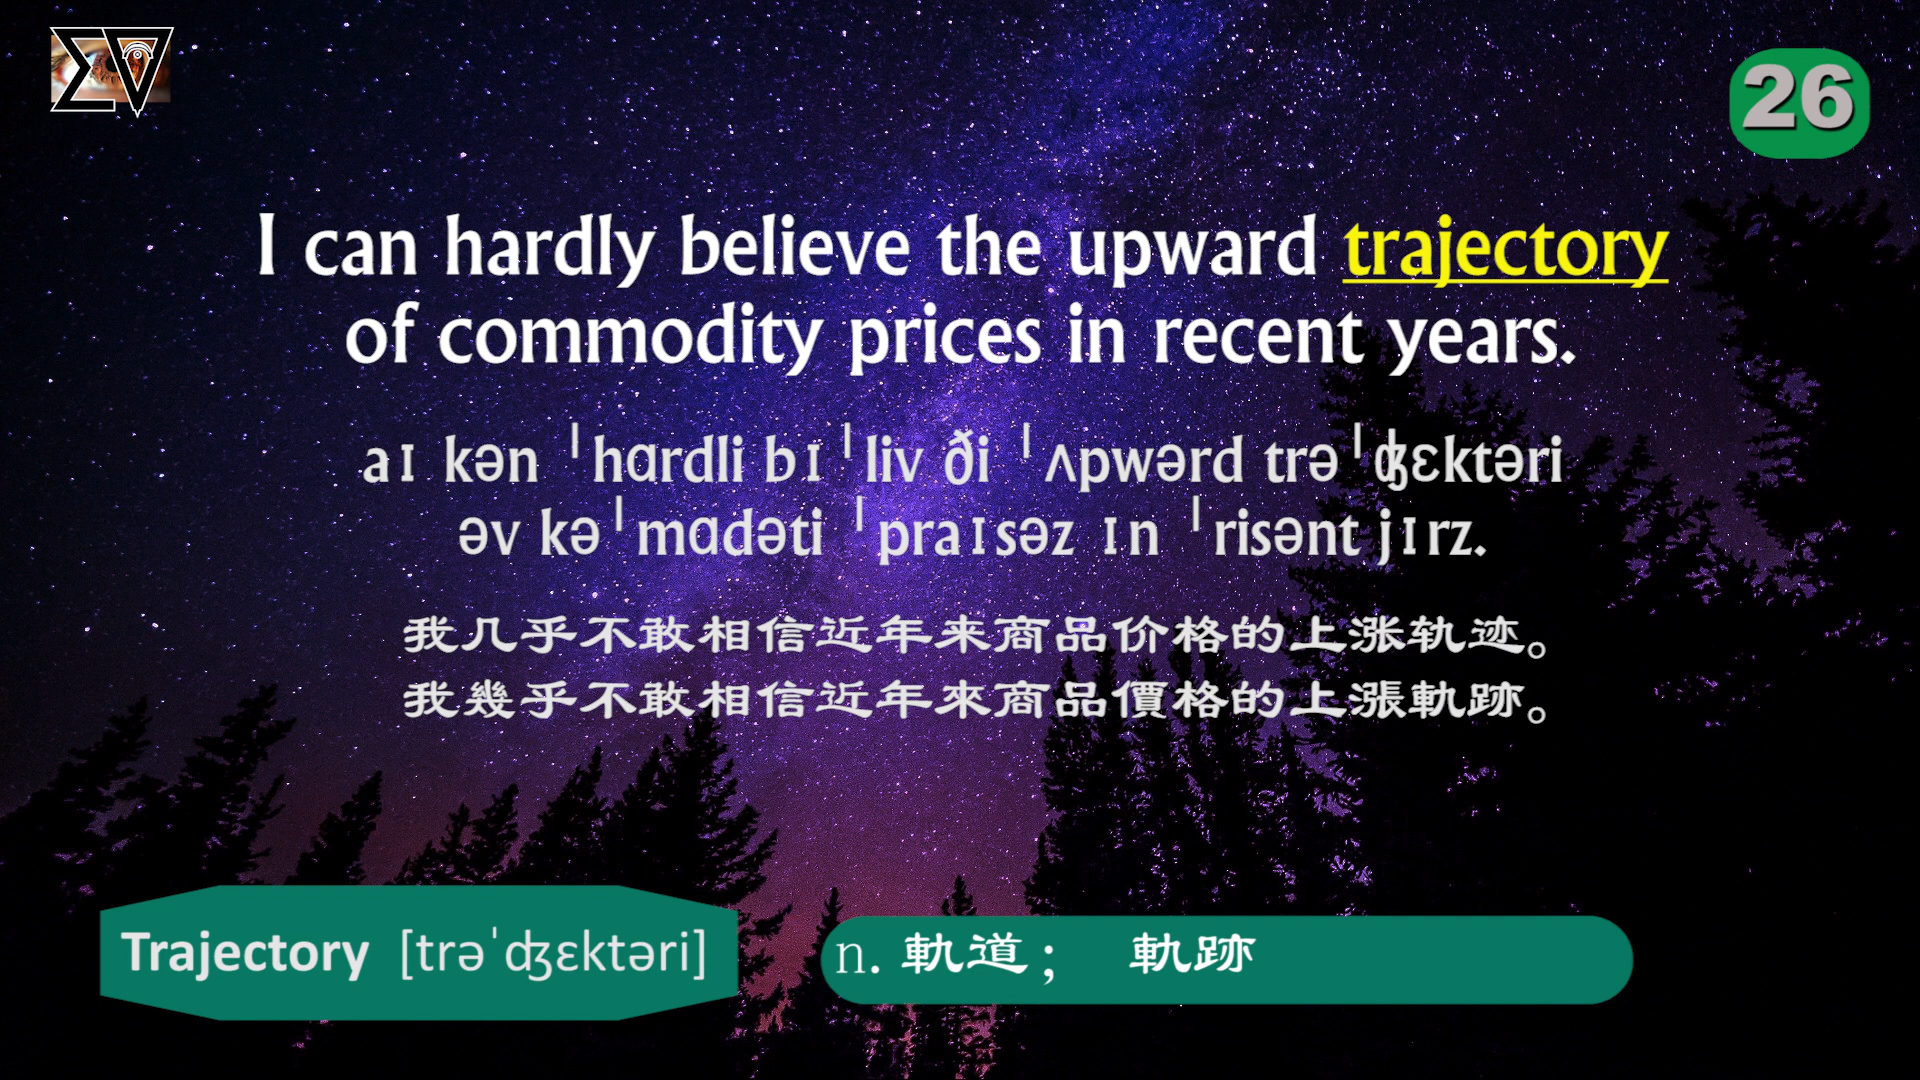 ΣV
26
I can hardly believe the upward trajectory
of commodity prices in recent years.
aɪ kən ˈhɑrdli bɪˈliv ði ˈʌpwərd trəˈʤɛktəri
əv kəˈmɑdəti ˈpraɪsəz ɪn ˈrisənt jɪrz.
我几乎不敢相信近年来商品价格的上涨轨迹。
我幾乎不敢相信近年來商品價格的上漲軌跡。
Trajectory [trəˈʤɛktəri]
n. 軌道； 軌跡